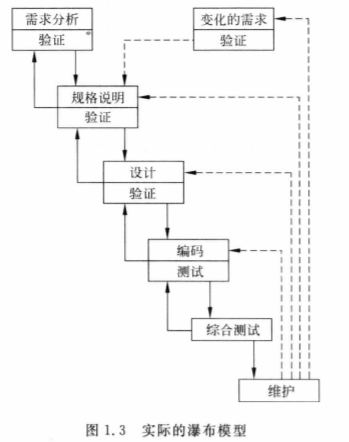 需求分析
验证
变化的需求
验证
规格说明
验证
设计
验证
编码
测试
综合测试
维护
图 1.3 实际的瀑布模型